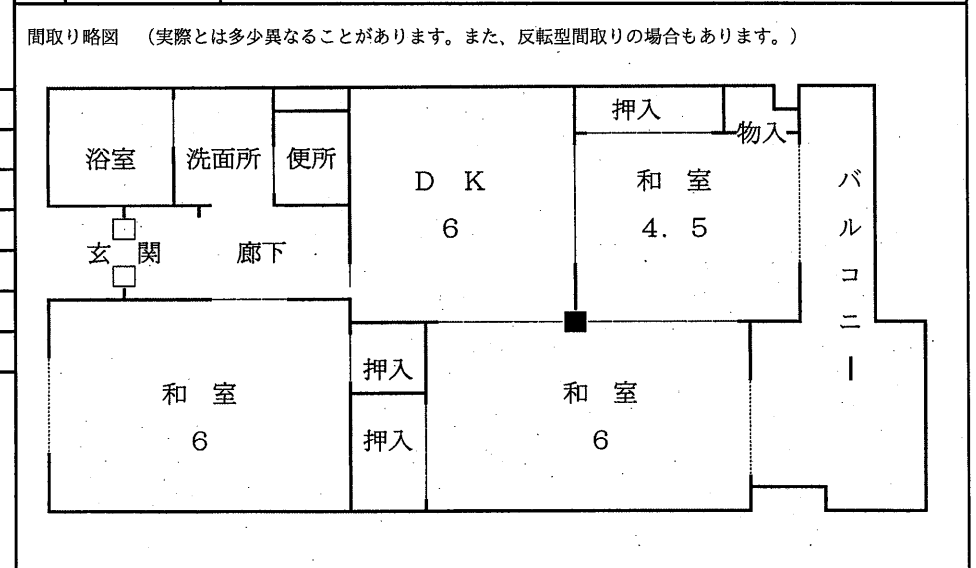 間取り略図　（実際とは多少異なることがあります。また、反転型間取りの場合もあります。）
押入
物入
浴室
洗面所
便所
DK
6
和室
4.5
バルコニー
玄関
廊下
和室
6
押入
押入
和室
6